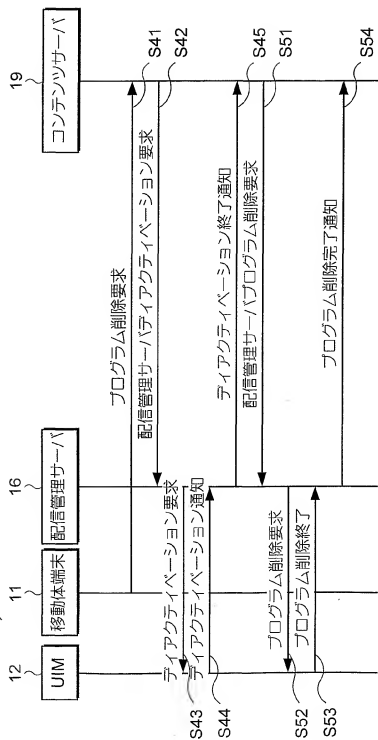 12
UIM
11
移動体端末
16
配信管理サーバ
19
コンテンツサーバ
プログラム削除要求
S41
配信管理サーバディアクティベーション要求
S42
ディアクティベーション要求
S43
ディアクティベーション通知
S44
ディアクティベーション終了通知
S45
配信管理サーバプログラム削除要求
S51
プログラム削除要求
S52
プログラム削除終了
S53
プログラム削除完了通知
S54